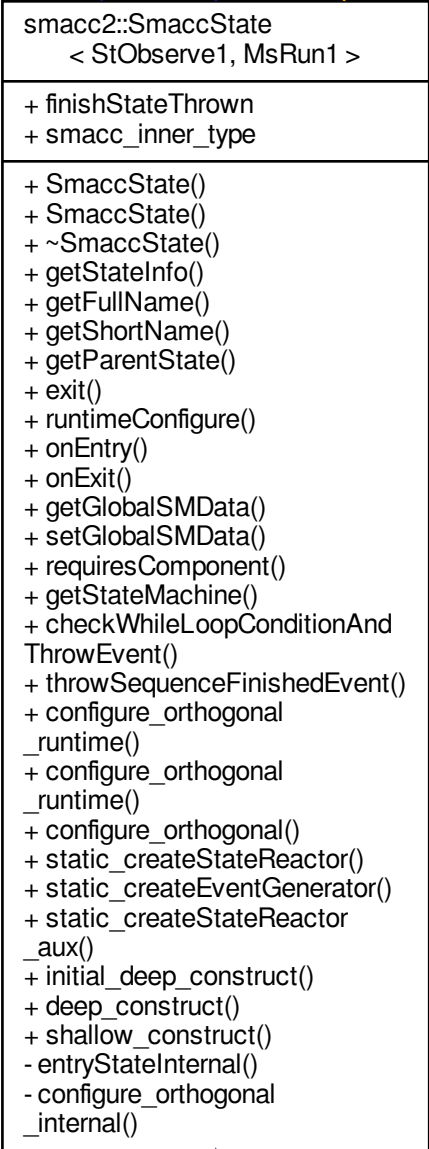 smacc2::SmaccState
< StObserve1, MsRun1 >
+ finishStateThrown
+ smacc_inner_type
+ SmaccState()
+ SmaccState()
+ ~SmaccState()
+ getStateInfo()
+ getFullName()
+ getShortName()
+ getParentState()
+ exit()
+ runtimeConfigure()
+ onEntry()
+ onExit()
+ getGlobalSMData()
+ setGlobalSMData()
+ requiresComponent()
+ getStateMachine()
+ checkWhileLoopConditionAnd
ThrowEvent()
+ throwSequenceFinishedEvent()
+ configure_orthogonal
_runtime()
+ configure_orthogonal
_runtime()
+ configure_orthogonal()
+ static_createStateReactor()
+ static_createEventGenerator()
+ static_createStateReactor
_aux()
+ initial_deep_construct()
+ deep_construct()
+ shallow_construct()
- entryStateInternal()
- configure_orthogonal
_internal()